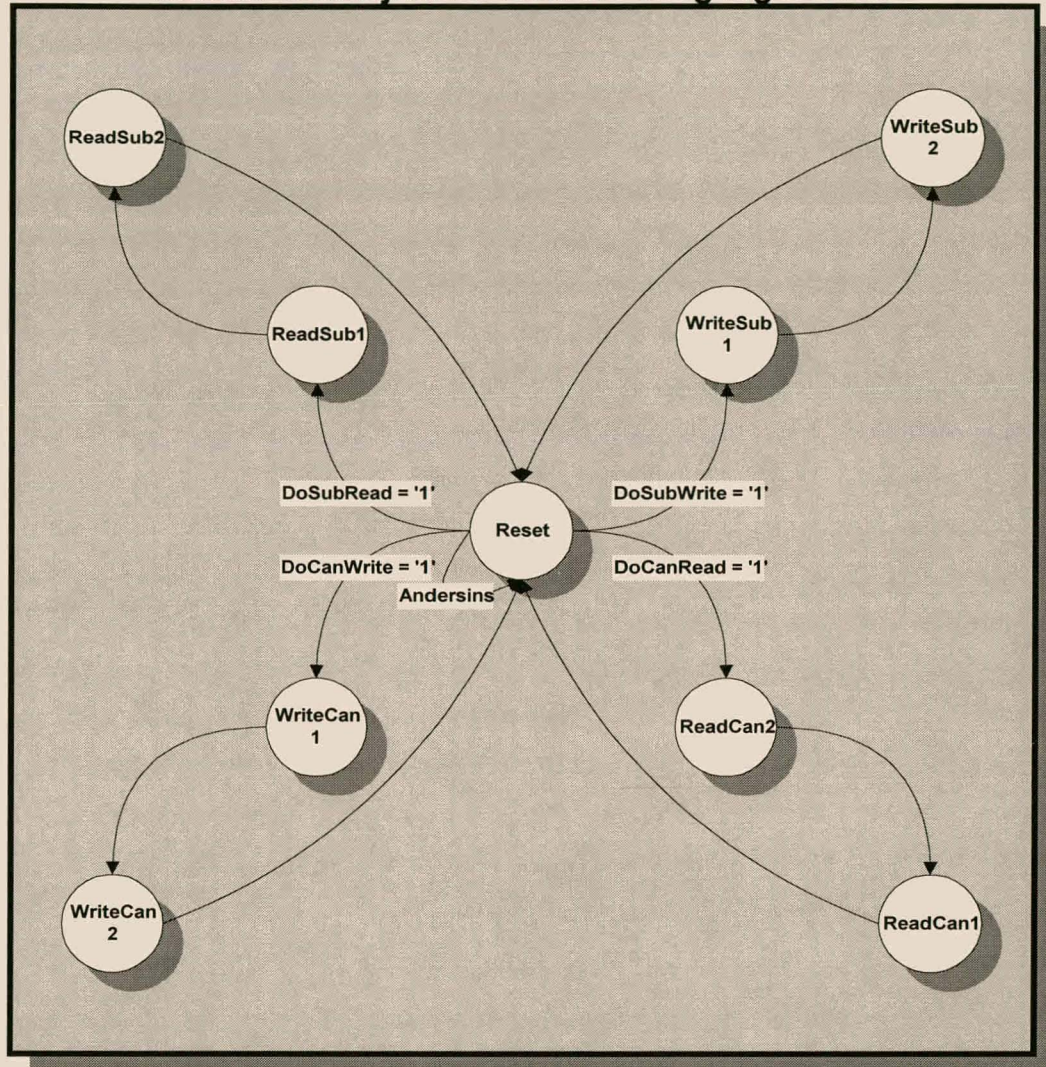 ReadSub2
WriteSub
2
ReadSub1
WriteSub
1
DoSubRead = '1'
DoSubWrite = '1'
Reset
DoCanWrite = '1'
DoCanRead = '1'
Andersins
WriteCan
1
ReadCan2
WriteCan
2
ReadCan1